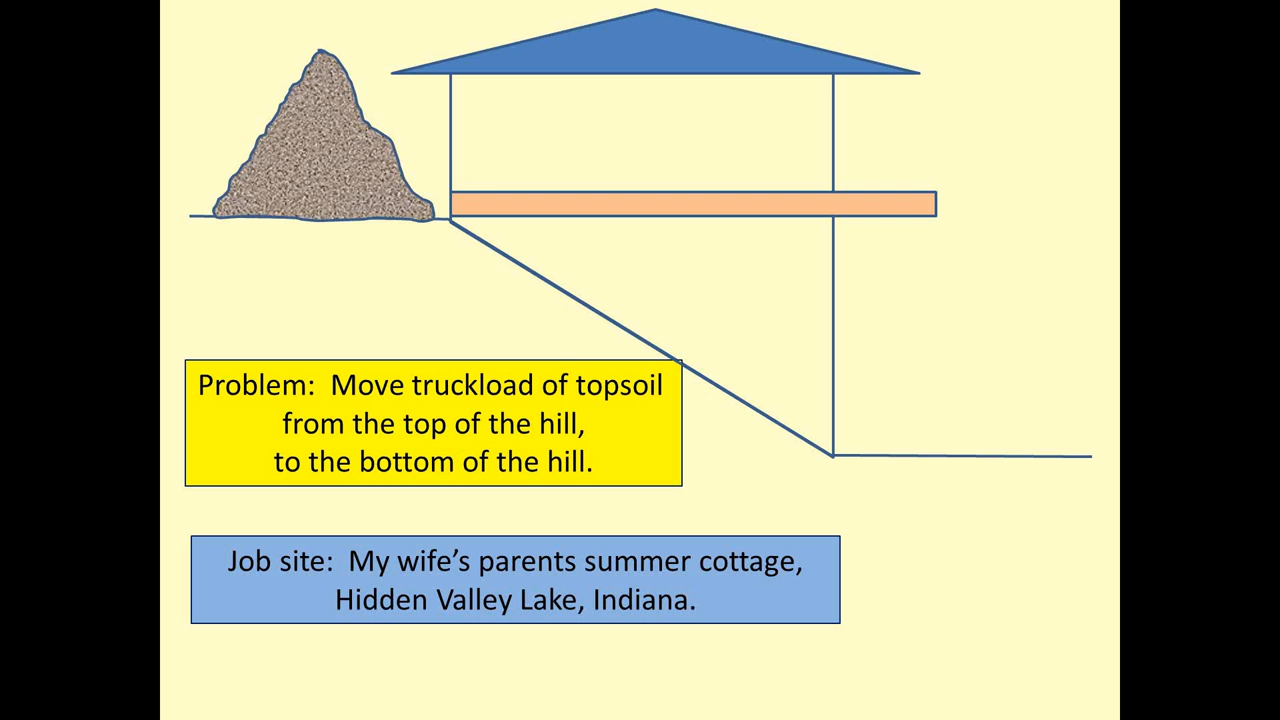 Problem:  Move truckload of topsoil
from the top of the hill,
to the bottom of the hill.
Job site:  My wife’s parents summer cottage,
Hidden Valley Lake, Indiana.